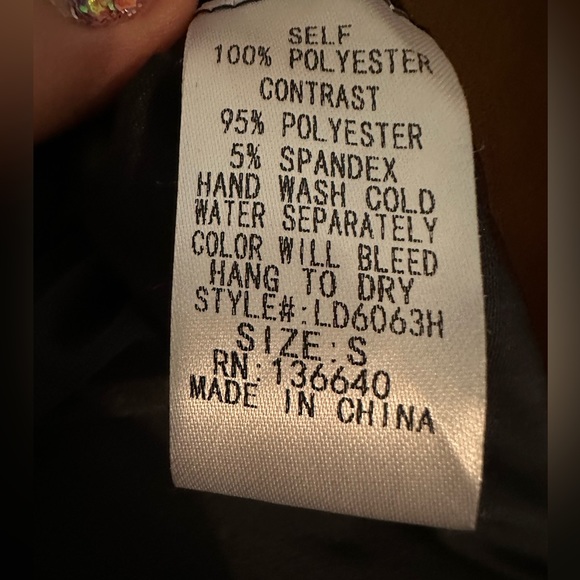 SELF
100% POLYESTER
CONTRAST
95% POLYESTER
5% SPANDEX
HAND WASH COLD
WATER SEPARATELY
COLOR WILL BLEED
HANG TO DRY
STYLE#:LD6063H
SIZE:S
RN:136640
MADE IN CHINA